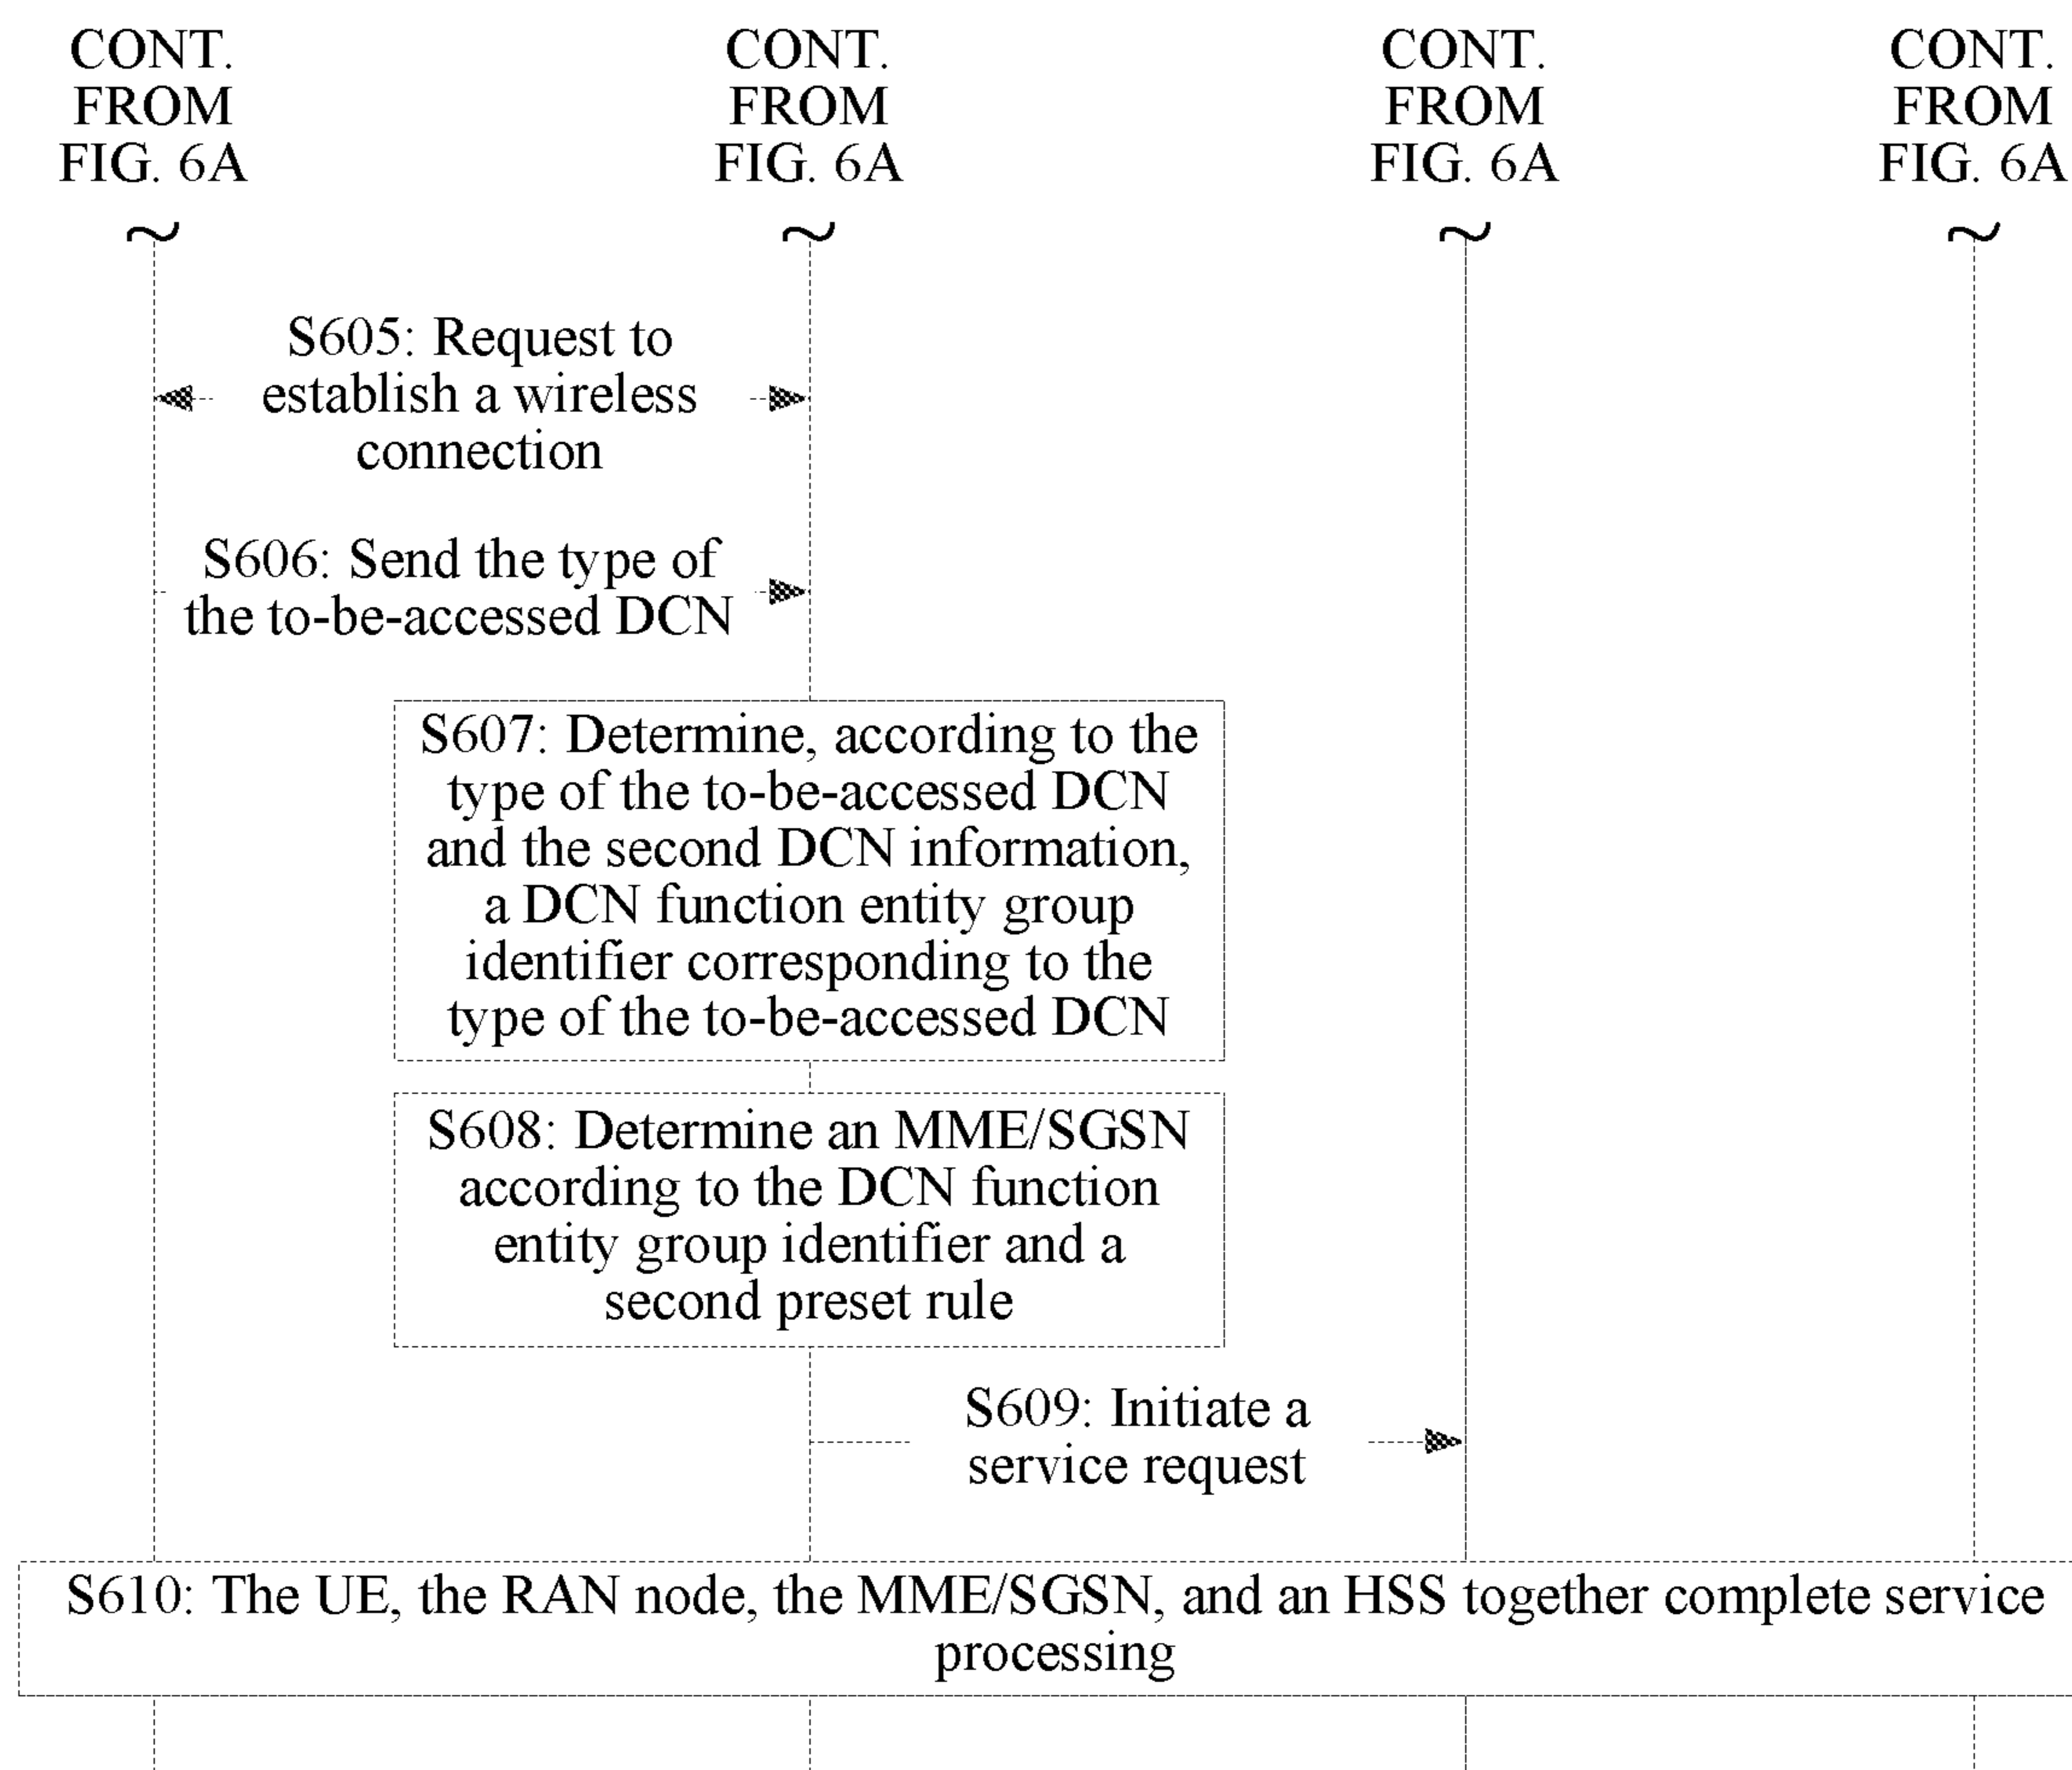 CONT.
FROM
FIG. 6A
CONT.
FROM
FIG. 6A
CONT.
FROM
FIG. 6A
CONT.
FROM
FIG. 6A
S605: Request to
establish a wireless
connection
S606: Send the type of
the to-be-accessed DCN
S607: Determine, according to the
type of the to-be-accessed DCN
and the second DCN information,
a DCN function entity group
identifier corresponding to the
type of the to-be-accessed DCN
S608: Determine an MME/SGSN
according to the DCN function
entity group identifier and a
second preset rule
S609: Initiate a
service request
S610: The UE, the RAN node, the MME/SGSN, and an HSS together complete service
processing